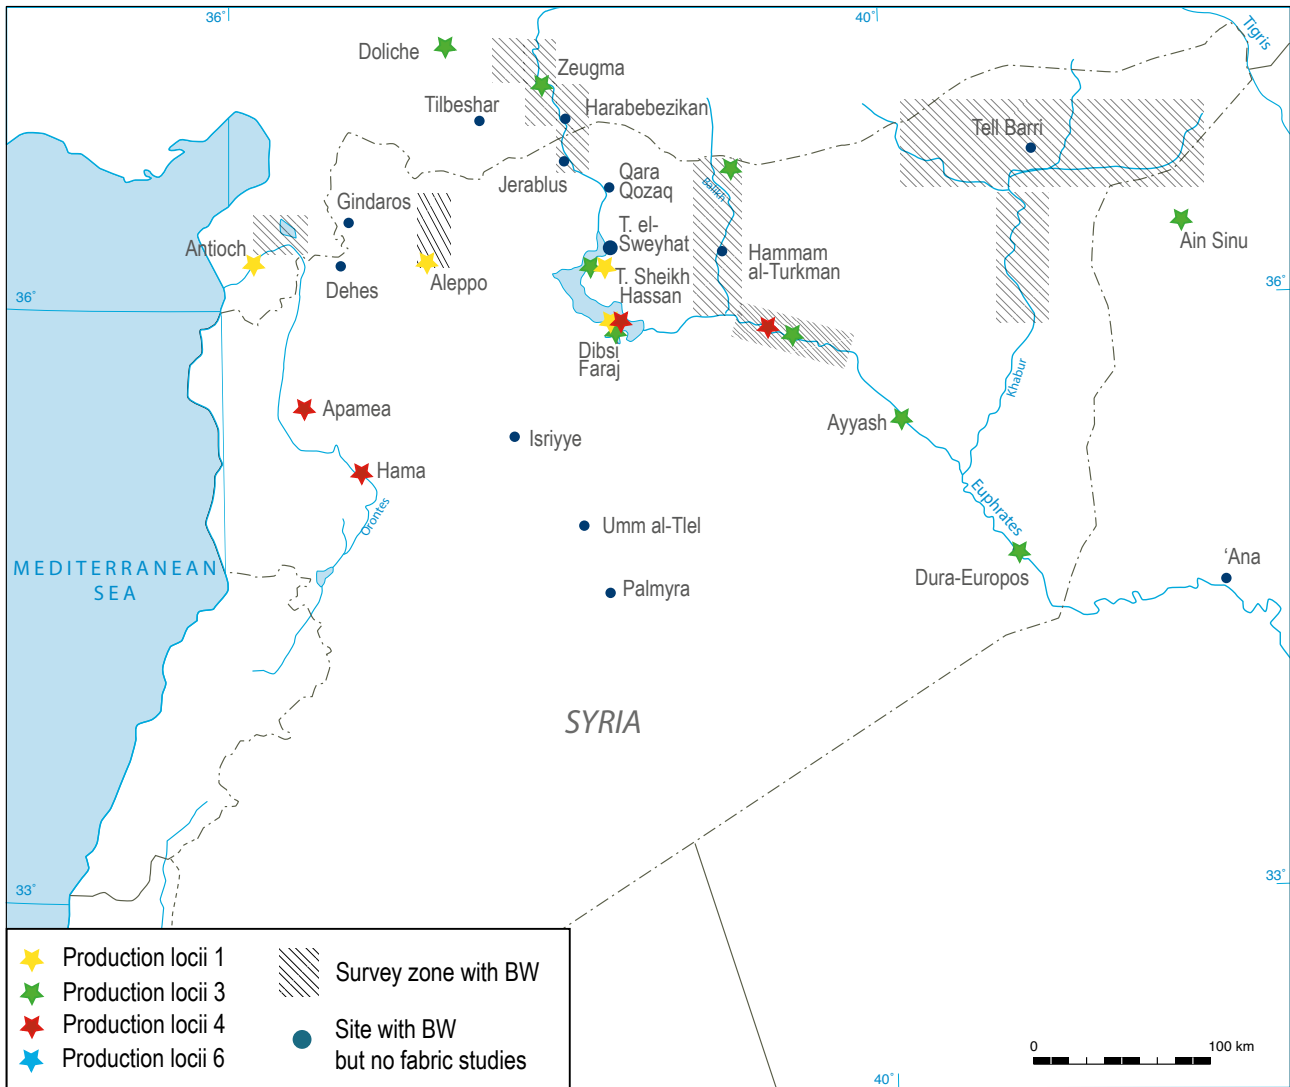 36°
40°
Tigris
Doliche
Zeugma
Tilbeshar
Harabebezikan
Tell Barri
Jerablus
Qara
Qozaq
Balikh
Gindaros
Antioch
T. el-
Sweyhat
Hammam
al-Turkman
Ain Sinu
Dehes
Aleppo
T. Sheikh
Hassan
36°
36°
Dibsi
Faraj
Khabur
Apamea
Ayyash
Isriyye
Hama
Orontes
Euphrates
Umm al-Tlel
MEDITERRANEAN
SEA
Dura-Europos
‘Ana
Palmyra
SYRIA
33°
33°
Production locii 1
Production locii 3
Production locii 4
Production locii 6
Survey zone with BW
Site with BW
but no fabric studies
0 100 km
40°